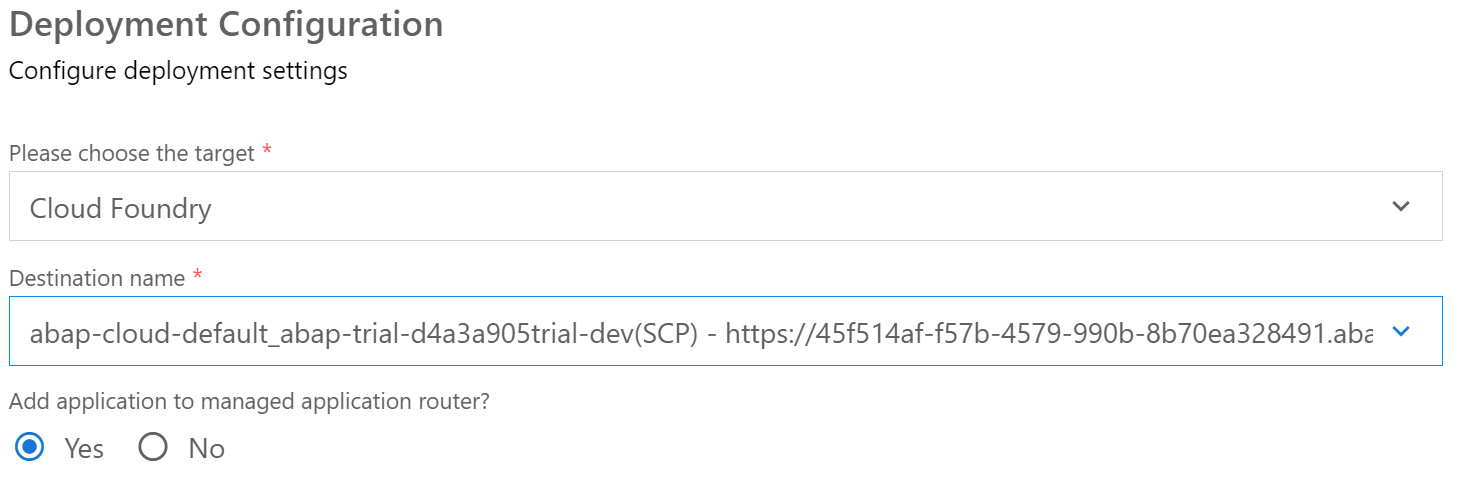 Deployment Configuration
Configure deployment settings
Please choose the target *
Cloud Foundry
Destination name *
abap-cloud-default_abap-trial-d4a3a905trial-dev(SCP) - https://45f514af-f57b-4579-990b-8b70ea328491.aba
Add application to managed application router?
Yes No